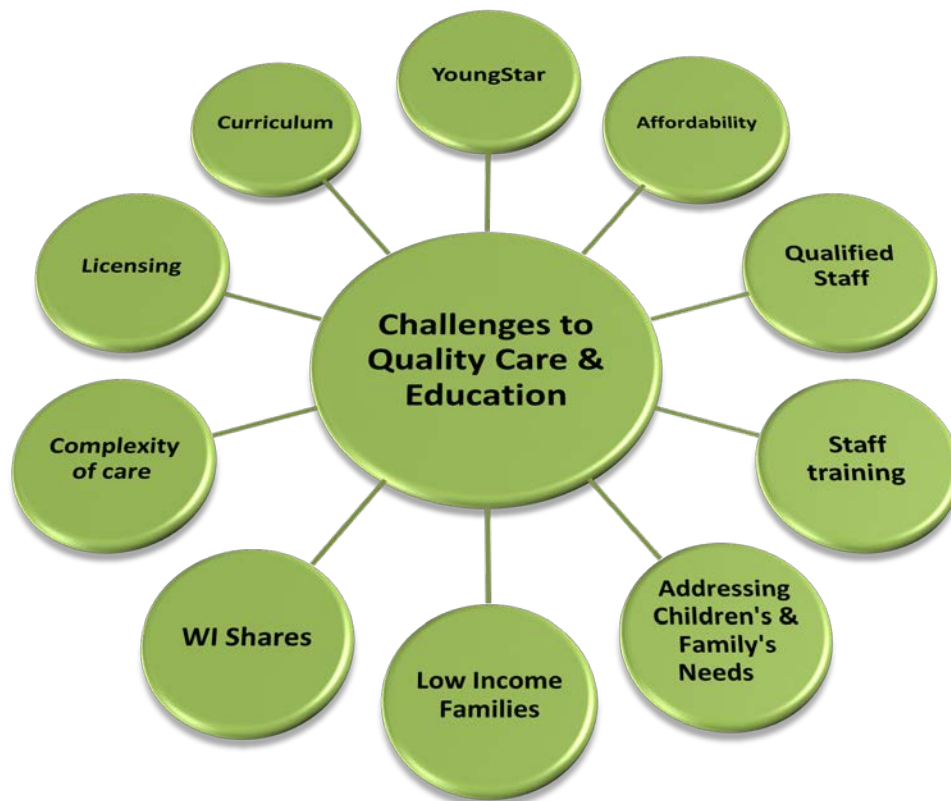 YoungStar
Affordability
Qualified
Staff
Staff
training
Addressing
Children's &
Family's
Needs
Low Income
Families
WI Shares
Complexity
of care
Licensing
Curriculum
Challenges to
Quality Care &
Education